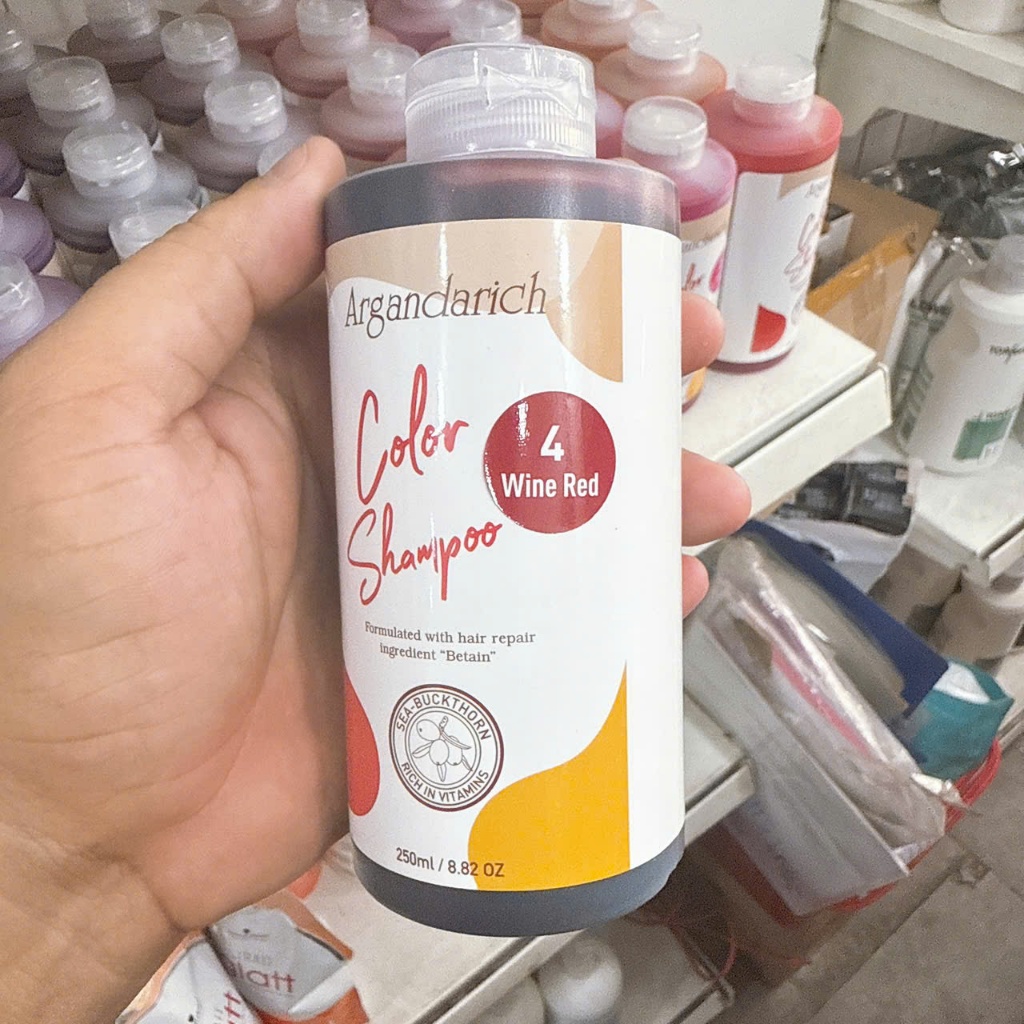 Argandarich
Color
Shampoo
4
Wine Red
Formulated with hair repair
ingredient “Betain”
SEA-BUCKTHORN
RICH IN VITAMINS
250ml / 8.82 OZ